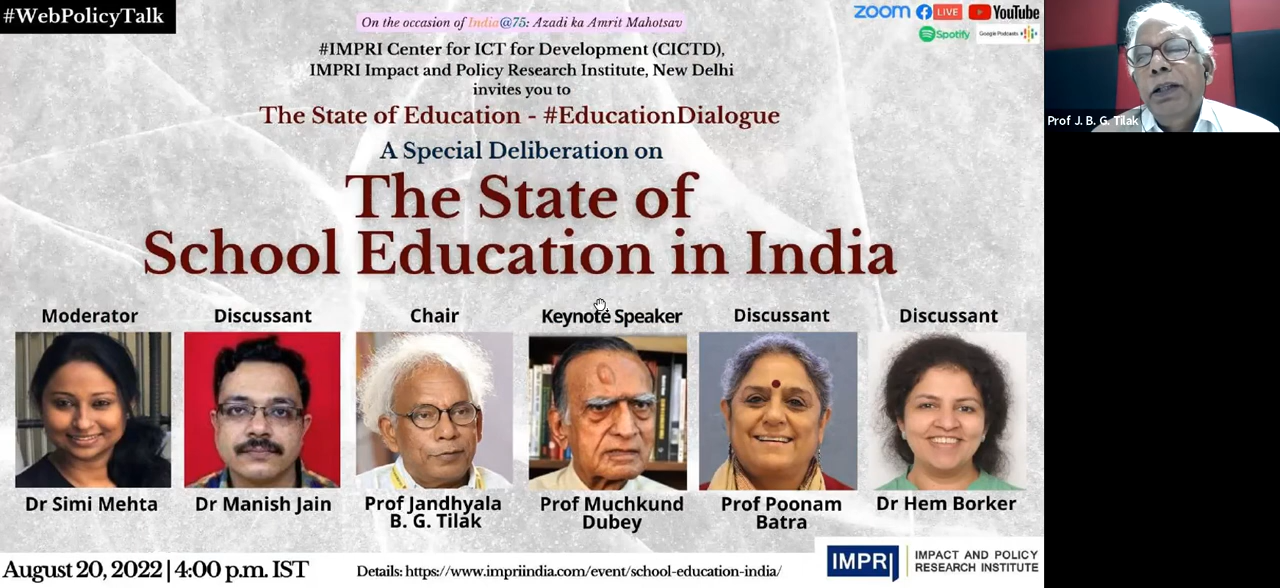 #WebPolicyTalk
On the occasion of India@75: Azadi ka Amrit Mahotsav
zoom LIVE YouTube
Spotify Google Podcasts
#IMPRI Center for ICT for Development (CICTD),
IMPRI Impact and Policy Research Institute, New Delhi
invites you to
The State of Education - #EducationDialogue
A Special Deliberation on
The State of
School Education in India
Prof J. B. G. Tilak
Moderator
Discussant
Chair
Keynote Speaker
Discussant
Discussant
Dr Simi Mehta
Dr Manish Jain
Prof Jandhyala
B. G. Tilak
Prof Muchkund
Dubey
Prof Poonam
Batra
Dr Hem Borker
August 20, 2022 | 4:00 p.m. IST
Details: https://www.impriindia.com/event/school-education-india/
IMPRI
IMPACT AND POLICY
RESEARCH INSTITUTE